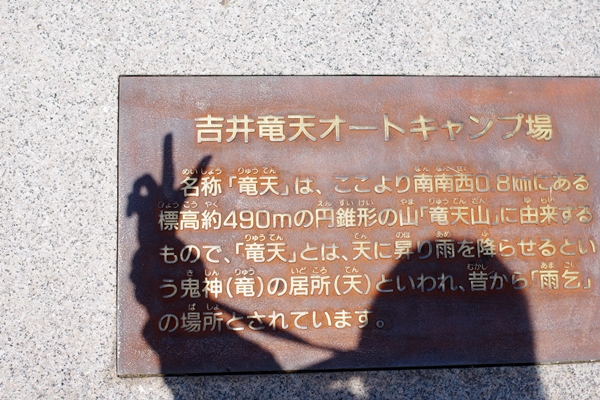 吉井竜天オートキャンプ場
名称「竜天」は、ここより南南西0.8kmにある
標高約490mの円錐形の山「竜天山」に由来する
もので、「竜天」とは、天に昇り雨を降らせるとい
う鬼神(竜)の居所(天)といわれ、昔から「雨乞」
の場所とされています。